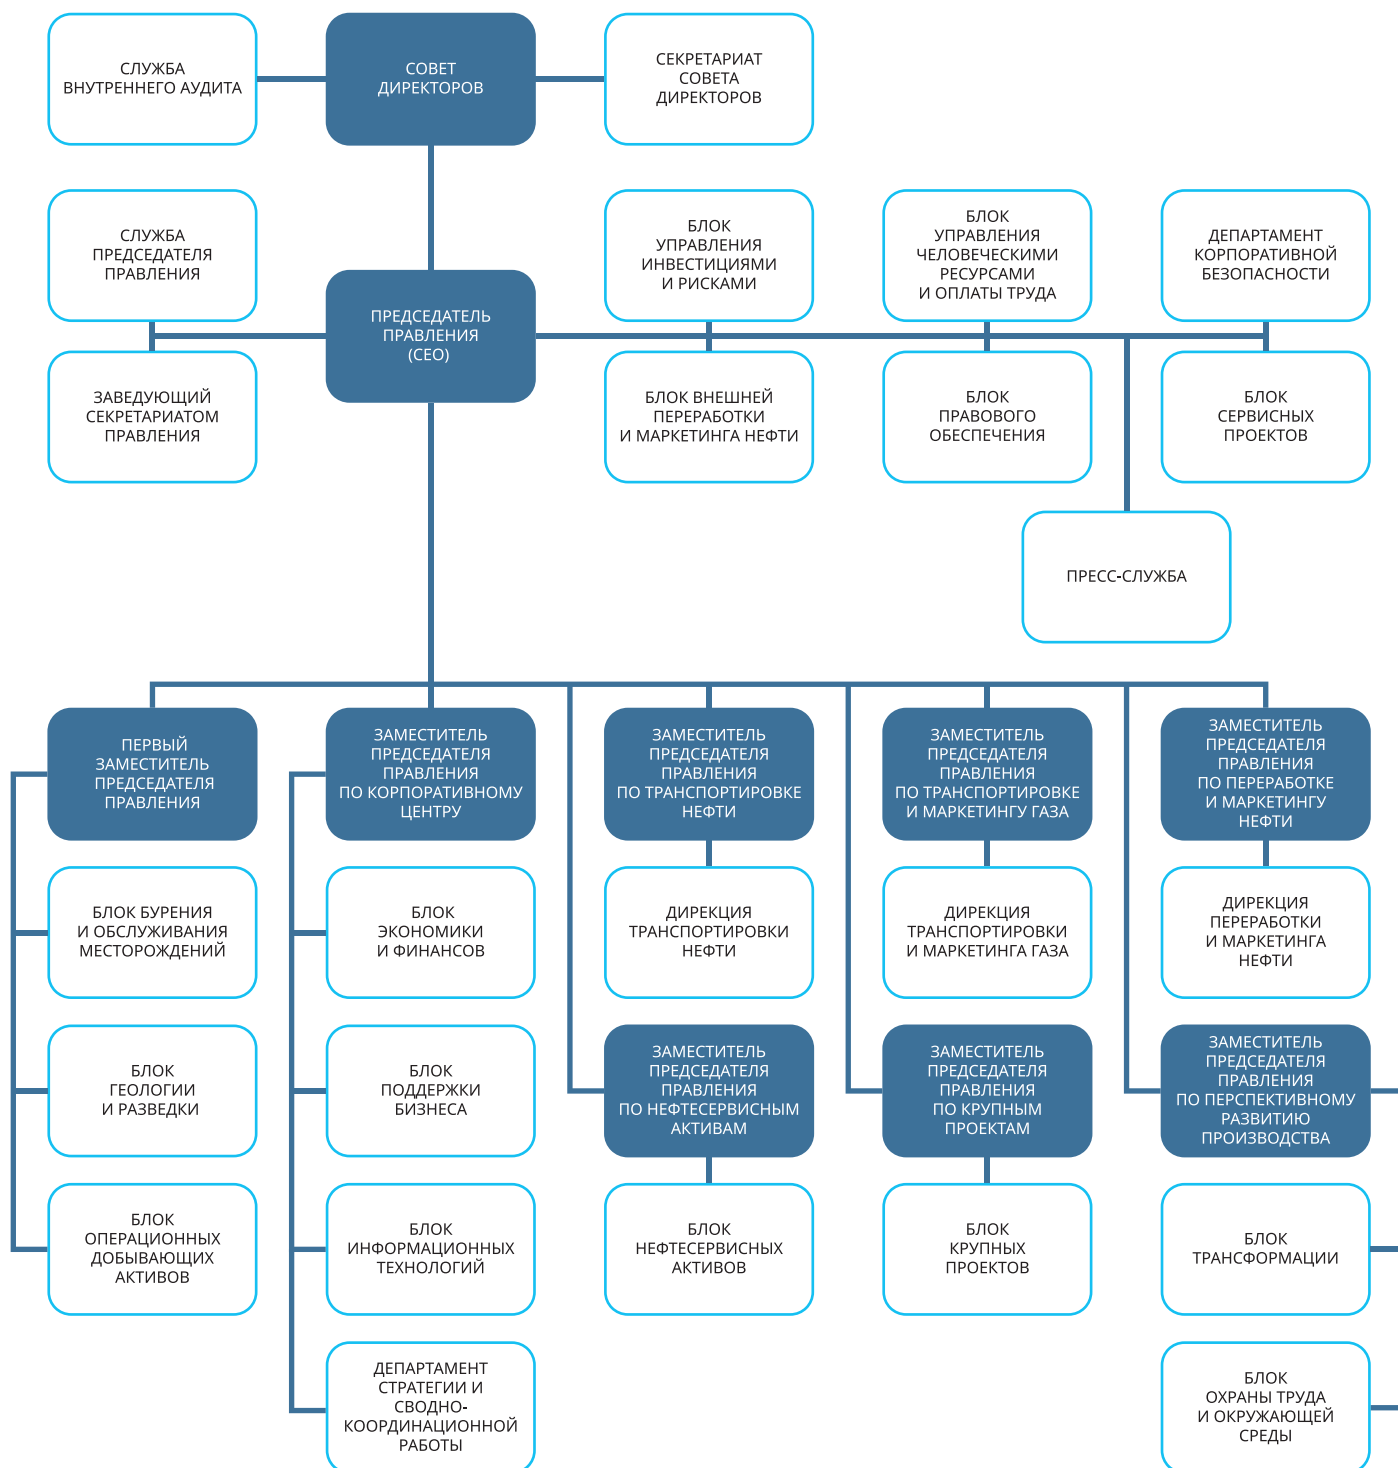 СЛУЖБА
ВНУТРЕННЕГО АУДИТА
СОВЕТ
ДИРЕКТОРОВ
СЕКРЕТАРИАТ
СОВЕТА
ДИРЕКТОРОВ
СЛУЖБА
ПРЕДСЕДАТЕЛЯ
ПРАВЛЕНИЯ
БЛОК
УПРАВЛЕНИЯ
ИНВЕСТИЦИЯМИ
И РИСКАМИ
БЛОК
УПРАВЛЕНИЯ
ЧЕЛОВЕЧЕСКИМИ
РЕСУРСАМИ
И ОПЛАТЫ ТРУДА
ДЕПАРТАМЕНТ
КОРПОРАТИВНОЙ
БЕЗОПАСНОСТИ
ПРЕДСЕДАТЕЛЬ
ПРАВЛЕНИЯ
(CEO)
ЗАВЕДУЮЩИЙ
СЕКРЕТАРИАТОМ
ПРАВЛЕНИЯ
БЛОК ВНЕШНЕЙ
ПЕРЕРАБОТКИ
И МАРКЕТИНГА НЕФТИ
БЛОК
ПРАВОВОГО
ОБЕСПЕЧЕНИЯ
БЛОК
СЕРВИСНЫХ
ПРОЕКТОВ
ПРЕСС-СЛУЖБА
ПЕРВЫЙ
ЗАМЕСТИТЕЛЬ
ПРЕДСЕДАТЕЛЯ
ПРАВЛЕНИЯ
ЗАМЕСТИТЕЛЬ
ПРЕДСЕДАТЕЛЯ
ПРАВЛЕНИЯ
ПО КОРПОРАТИВНОМУ
ЦЕНТРУ
ЗАМЕСТИТЕЛЬ
ПРЕДСЕДАТЕЛЯ
ПРАВЛЕНИЯ
ПО ТРАНСПОРТИРОВКЕ
НЕФТИ
ЗАМЕСТИТЕЛЬ
ПРЕДСЕДАТЕЛЯ
ПРАВЛЕНИЯ
ПО ТРАНСПОРТИРОВКЕ
И МАРКЕТИНГУ ГАЗА
ЗАМЕСТИТЕЛЬ
ПРЕДСЕДАТЕЛЯ
ПРАВЛЕНИЯ
ПО ПЕРЕРАБОТКЕ
И МАРКЕТИНГУ
НЕФТИ
БЛОК БУРЕНИЯ
И ОБСЛУЖИВАНИЯ
МЕСТОРОЖДЕНИЙ
БЛОК
ЭКОНОМИКИ
И ФИНАНСОВ
ДИРЕКЦИЯ
ТРАНСПОРТИРОВКИ
НЕФТИ
ДИРЕКЦИЯ
ТРАНСПОРТИРОВКИ
И МАРКЕТИНГА ГАЗА
ДИРЕКЦИЯ
ПЕРЕРАБОТКИ
И МАРКЕТИНГА
НЕФТИ
БЛОК
ГЕОЛОГИИ
И РАЗВЕДКИ
БЛОК
ПОДДЕРЖКИ
БИЗНЕСА
ЗАМЕСТИТЕЛЬ
ПРЕДСЕДАТЕЛЯ
ПРАВЛЕНИЯ
ПО НЕФТЕСЕРВИСНЫМ
АКТИВАМ
ЗАМЕСТИТЕЛЬ
ПРЕДСЕДАТЕЛЯ
ПРАВЛЕНИЯ
ПО КРУПНЫМ
ПРОЕКТАМ
ЗАМЕСТИТЕЛЬ
ПРЕДСЕДАТЕЛЯ
ПРАВЛЕНИЯ
ПО ПЕРСПЕКТИВНОМУ
РАЗВИТИЮ
ПРОИЗВОДСТВА
БЛОК
ОПЕРАЦИОННЫХ
ДОБЫВАЮЩИХ
АКТИВОВ
БЛОК
ИНФОРМАЦИОННЫХ
ТЕХНОЛОГИЙ
БЛОК
НЕФТЕСЕРВИСНЫХ
АКТИВОВ
БЛОК
КРУПНЫХ
ПРОЕКТОВ
БЛОК
ТРАНСФОРМАЦИИ
ДЕПАРТАМЕНТ
СТРАТЕГИИ И
СВОДНО-
КООРДИНАЦИОННОЙ
РАБОТЫ
БЛОК
ОХРАНЫ ТРУДА
И ОКРУЖАЮЩЕЙ
СРЕДЫ